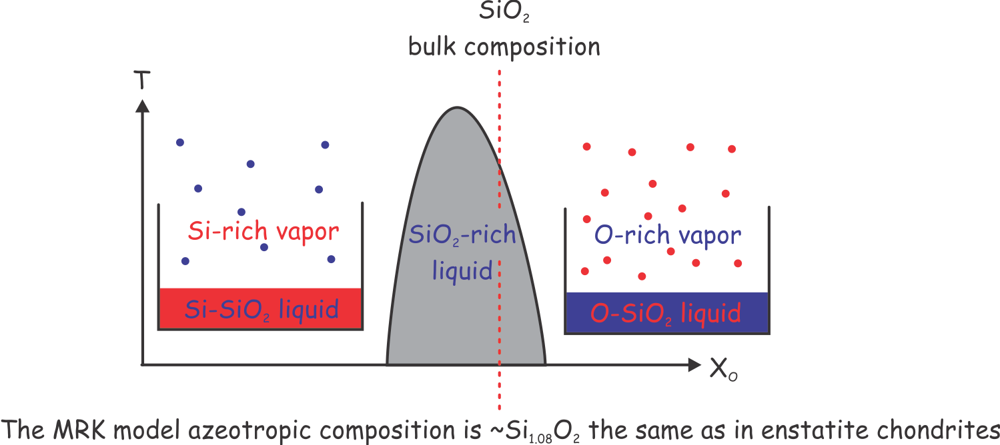 SiO₂
bulk composition
T
Si-rich vapor
Si-SiO₂ liquid
SiO₂-rich
liquid
O-rich vapor
O-SiO₂ liquid
X₀
The MRK model azeotropic composition is ~Si₁.₀₈O₂ the same as in enstatite chondrites